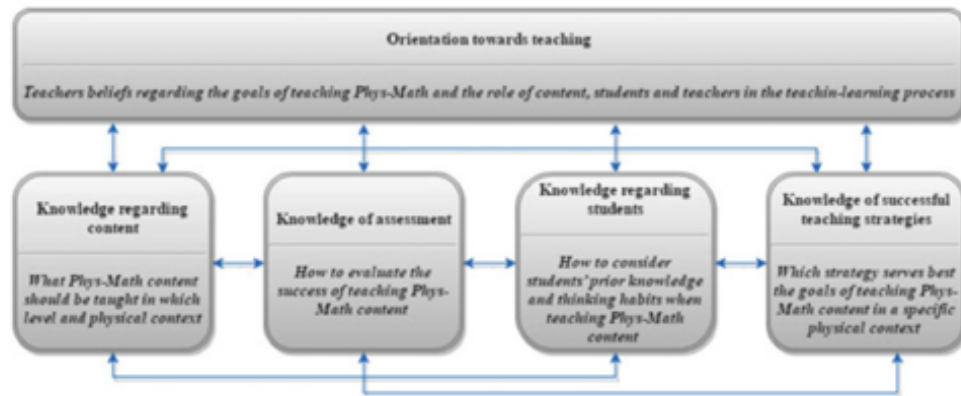 Orientation towards teaching
Teachers beliefs regarding the goals of teaching Phys-Math and the role of content, students and teachers in the teachin-learning process
Knowledge regarding
content
What Phys-Math content
should be taught in which
level and physical context
Knowledge of assessment
How to evaluate the
success of teaching Phys-
Math content
Knowledge regarding
students
How to consider
students' prior knowledge
and thinking habits when
teaching Phys-Math
content
Knowledge of successful
teaching strategies
Which strategy serves best
the goals of teaching Phys-
Math content in a specific
physical context